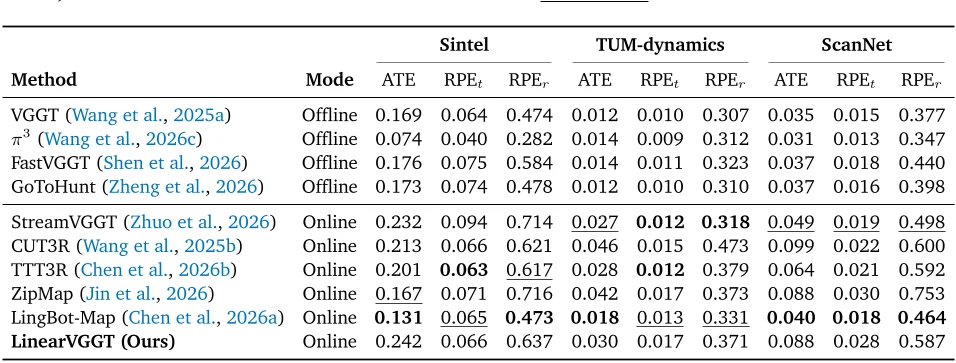 Sintel TUM-dynamics ScanNet
Method Mode ATE RPEt RPEr ATE RPEt RPEr ATE RPEt RPEr
VGGT (Wang et al., 2025a) Offline 0.169 0.064 0.474 0.012 0.010 0.307 0.035 0.015 0.377
π³ (Wang et al., 2026c) Offline 0.074 0.040 0.282 0.014 0.009 0.312 0.031 0.013 0.347
FastVGGT (Shen et al., 2026) Offline 0.176 0.075 0.584 0.014 0.011 0.323 0.037 0.018 0.440
GoToHunt (Zheng et al., 2026) Offline 0.173 0.074 0.478 0.012 0.010 0.310 0.037 0.016 0.398
StreamVGGT (Zhuo et al., 2026) Online 0.232 0.094 0.714 0.027 0.012 0.318 0.049 0.019 0.498
CUT3R (Wang et al., 2025b) Online 0.213 0.066 0.621 0.046 0.015 0.473 0.099 0.022 0.600
TTT3R (Chen et al., 2026b) Online 0.201 0.063 0.617 0.028 0.012 0.379 0.064 0.021 0.592
ZipMap (Jin et al., 2026) Online 0.167 0.071 0.716 0.042 0.017 0.373 0.088 0.030 0.753
LingBot-Map (Chen et al., 2026a) Online 0.131 0.065 0.473 0.018 0.013 0.331 0.040 0.018 0.464
LinearVGGT (Ours) Online 0.242 0.066 0.637 0.030 0.017 0.371 0.088 0.028 0.587